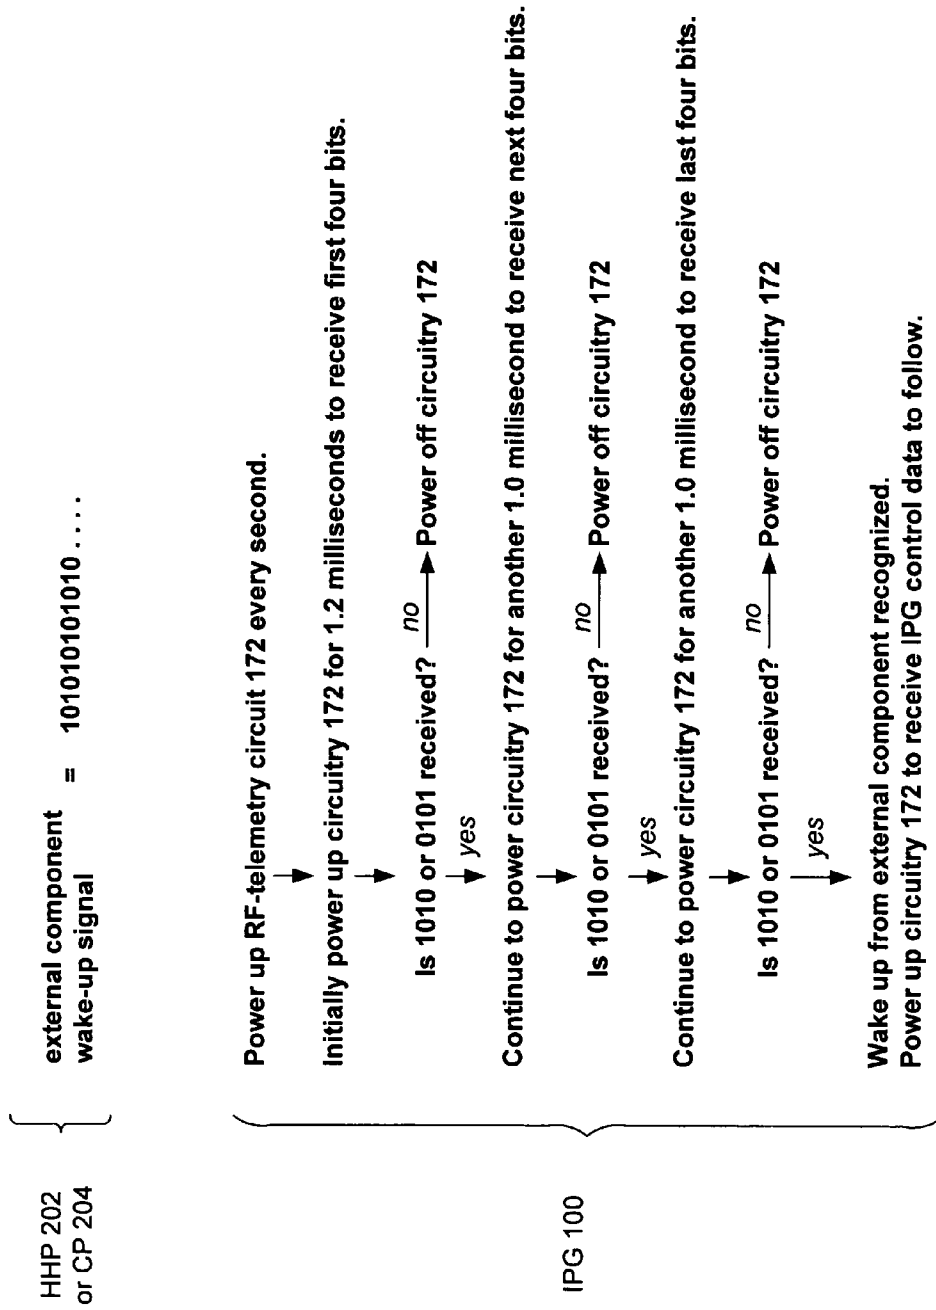 HHP 202
or CP 204
external component
wake-up signal
= 101010101010 . . . .
IPG 100
Power up RF-telemetry circuit 172 every second.
Initially power up circuitry 172 for 1.2 milliseconds to receive first four bits.
Is 1010 or 0101 received? no Power off circuitry 172
yes
Continue to power circuitry 172 for another 1.0 millisecond to receive next four bits.
Is 1010 or 0101 received? no Power off circuitry 172
yes
Continue to power circuitry 172 for another 1.0 millisecond to receive last four bits.
Is 1010 or 0101 received? no Power off circuitry 172
yes
Wake up from external component recognized.
Power up circuitry 172 to receive IPG control data to follow.